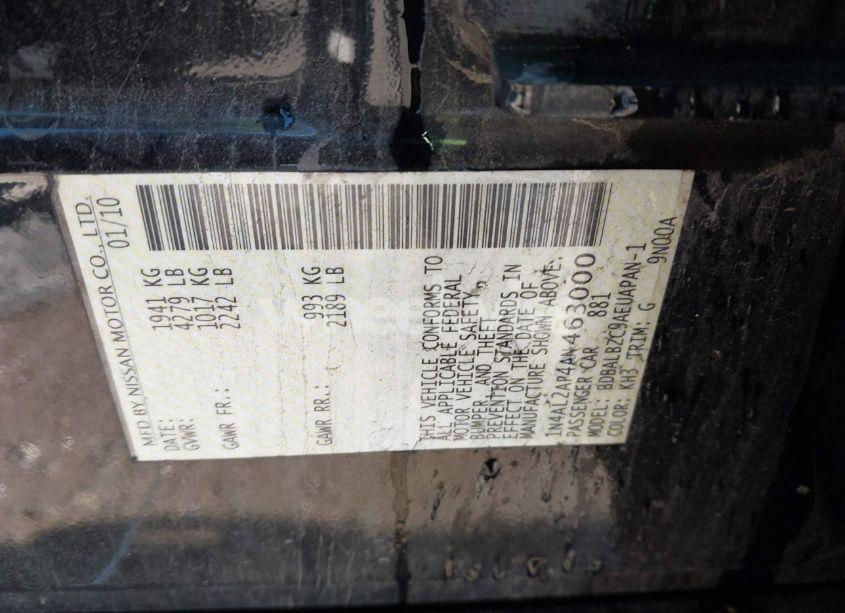 MFD BY NISSAN MOTOR CO., LTD.
DATE: 01/10
GVWR: 1941 KG
4279 LB
GAWR FR.: 1017 KG
2242 LB
GAWR RR.: 993 KG
2189 LB
THIS VEHICLE CONFORMS TO
ALL APPLICABLE FEDERAL
MOTOR VEHICLE SAFETY,
BUMPER, AND THEFT
PREVENTION STANDARDS IN
EFFECT ON THE DATE OF
MANUFACTURE SHOWN ABOVE.
1N4AL2AP4AN463000
PASSENGER CAR 881
MODEL: BDBALBZC9AEUAPAN-1
COLOR: KH3 TRIM: G 9N00A